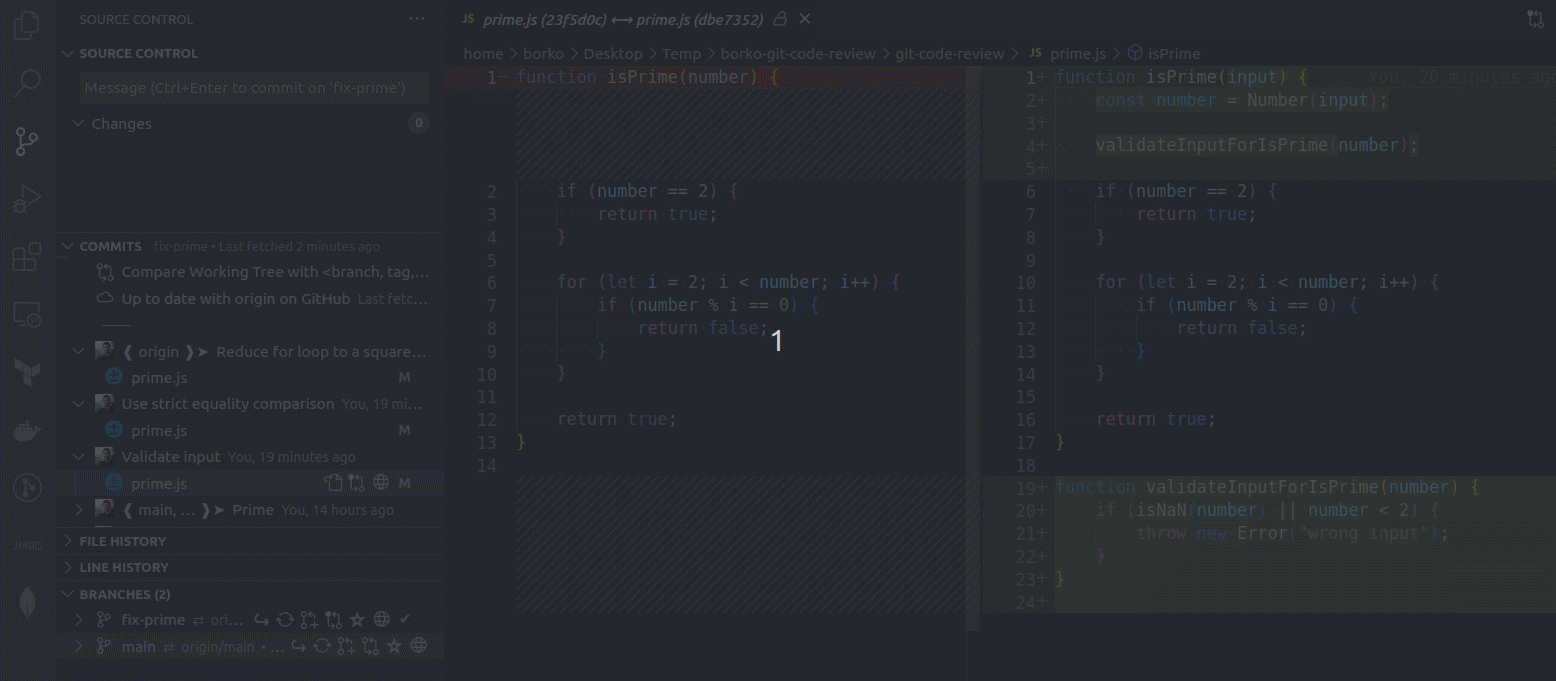 SOURCE CONTROL ···
SOURCE CONTROL
Message (Ctrl+Enter to commit on 'fix-prime')
Changes 0
COMMITS fix-prime • Last fetched 2 minutes ago
Compare Working Tree with <branch, tag,...
Up to date with origin on GitHub Last fetc...
❰ origin ❱➤ Reduce for loop to a square...
prime.js M
Use strict equality comparison You, 19 mi...
prime.js M
Validate input You, 19 minutes ago
prime.js M
❰ main, ... ❱➤ Prime You, 14 hours ago
FILE HISTORY
LINE HISTORY
BRANCHES (2)
fix-prime ⇄ ori... ✓
main ⇄ origin/main • ...
JMBG
JS prime.js (23f5d0c) ⟷ prime.js (dbe7352)
home > borko > Desktop > Temp > borko-git-code-review > git-code-review > JS prime.js > isPrime
1− function isPrime(number) {
2 if (number == 2) {
3 return true;
4 }
5
6 for (let i = 2; i < number; i++) {
7 if (number % i == 0) {
8 return false;
9 }
10 }
11
12 return true;
13 }
14
1
1+ function isPrime(input) { You, 20 minutes ago
2+ const number = Number(input);
3+
4+ validateInputForIsPrime(number);
5+
6 if (number == 2) {
7 return true;
8 }
9
10 for (let i = 2; i < number; i++) {
11 if (number % i == 0) {
12 return false;
13 }
14 }
15
16 return true;
17 }
18
19+ function validateInputForIsPrime(number) {
20+ if (isNaN(number) || number < 2) {
21+ throw new Error("wrong input");
22+ }
23+ }
24+